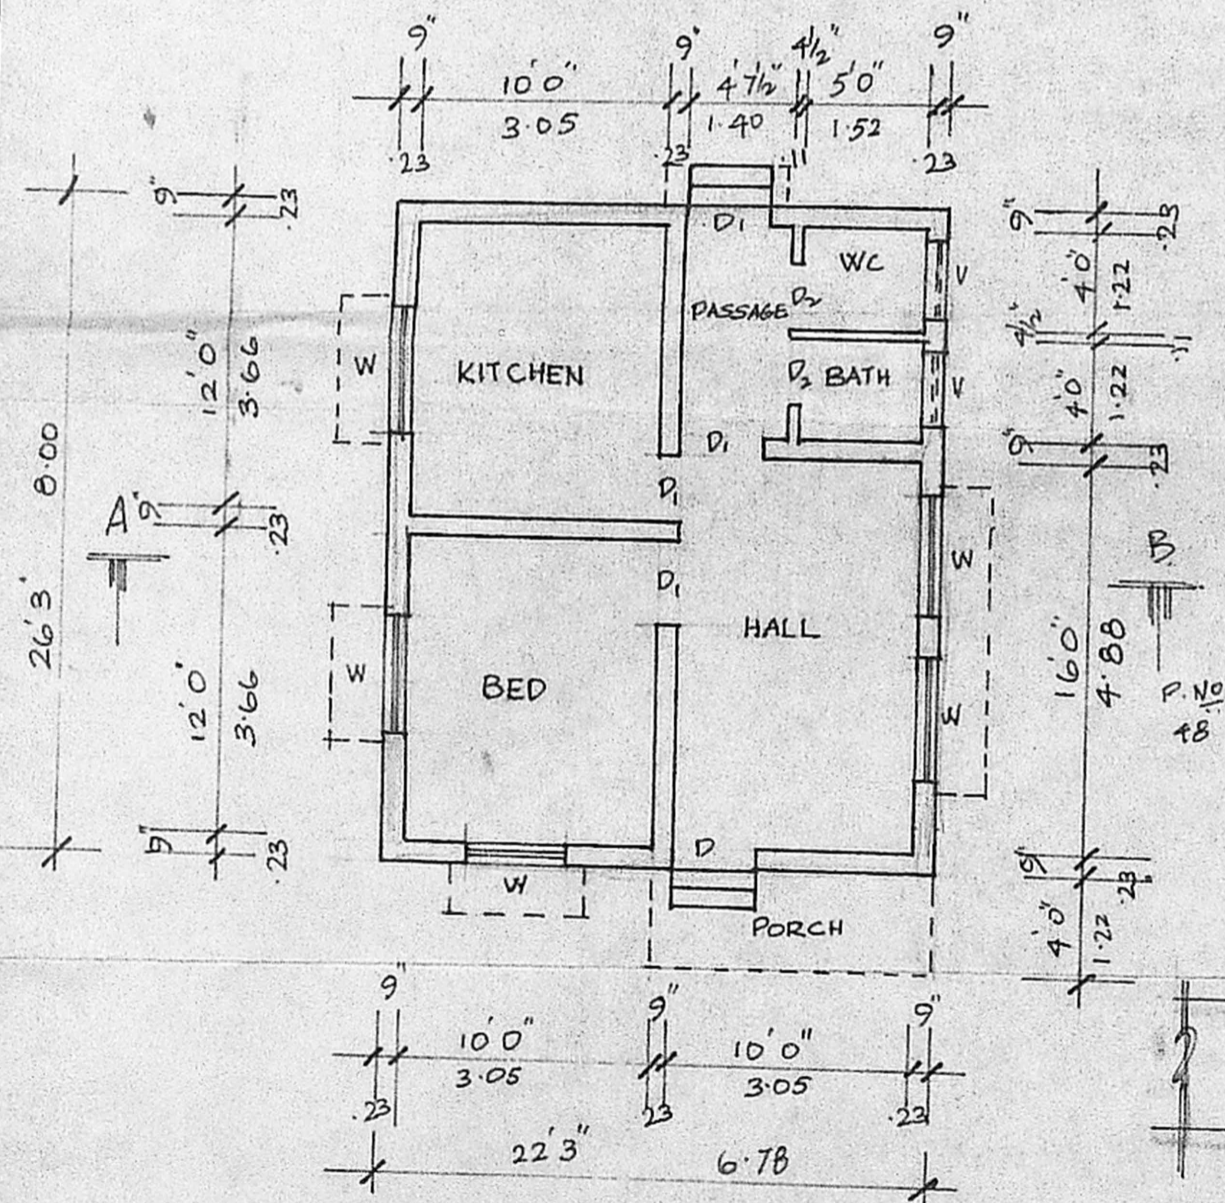 9" 9" 4½" 9"
10'0" 4'7½" 5'0"
3.05 1.40 1.52
.23 .23 .11 .23
9" .23
D1
9" .23
WC
V
4'0" 1.22
PASSAGE D2
4½" .11
12'0" 3.66
W
KITCHEN
D2 BATH
V
4'0" 1.22
D1
9" .23
8.00
D1
A
9" .23
B
W
D1
HALL
26'3"
16'0" 4.88
W
BED
W
P. No
48
12'0" 3.66
D
9" .23
9" .23
W
PORCH
4'0" 1.22
9" 9" 9"
10'0" 10'0"
3.05 3.05
.23 23 .23
22'3" 6.78